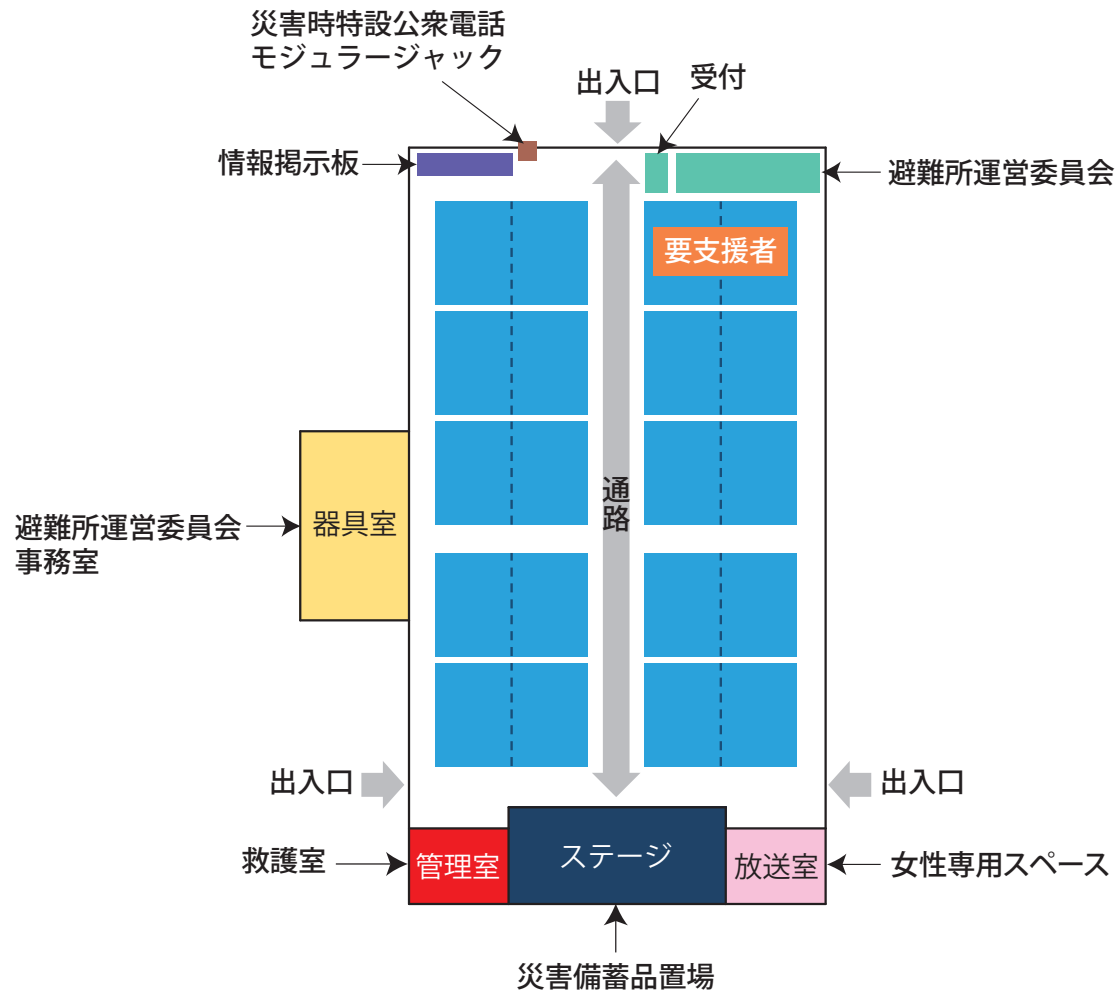 災害時特設公衆電話
モジュラージャック
出入口
受付
情報掲示板
避難所運営委員会
要支援者
通路
器具室
避難所運営委員会
事務室
出入口
出入口
救護室
管理室
ステージ
放送室
女性専用スペース
災害備蓄品置場